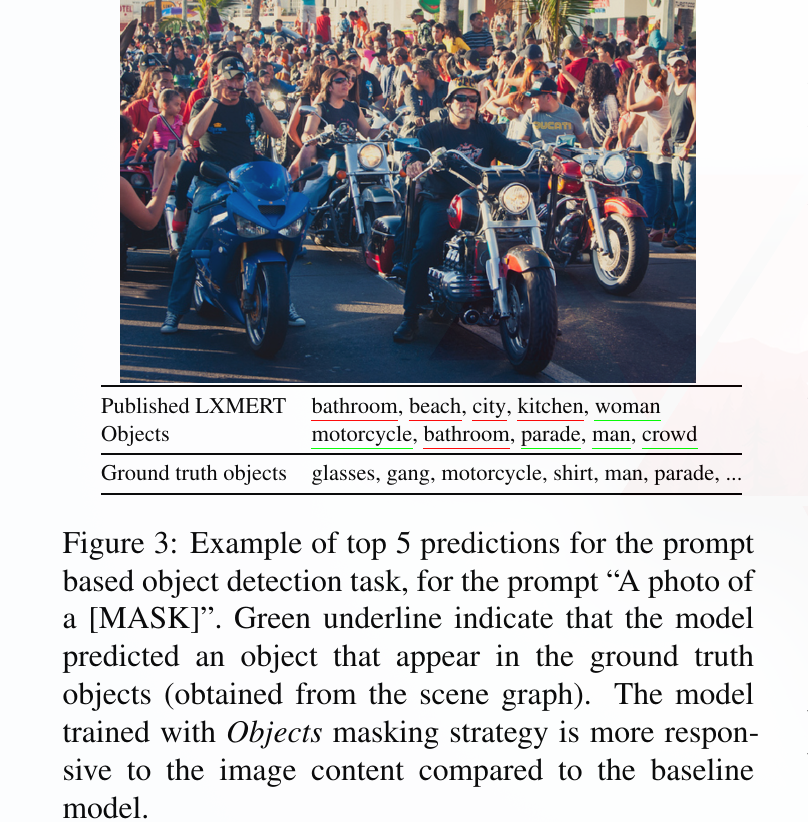 DUCATI
Published LXMERT bathroom, beach, city, kitchen, woman
Objects motorcycle, bathroom, parade, man, crowd
Ground truth objects glasses, gang, motorcycle, shirt, man, parade, ...
Figure 3: Example of top 5 predictions for the prompt
based object detection task, for the prompt “A photo of
a [MASK]”. Green underline indicate that the model
predicted an object that appear in the ground truth
objects (obtained from the scene graph). The model
trained with Objects masking strategy is more respon-
sive to the image content compared to the baseline
model.